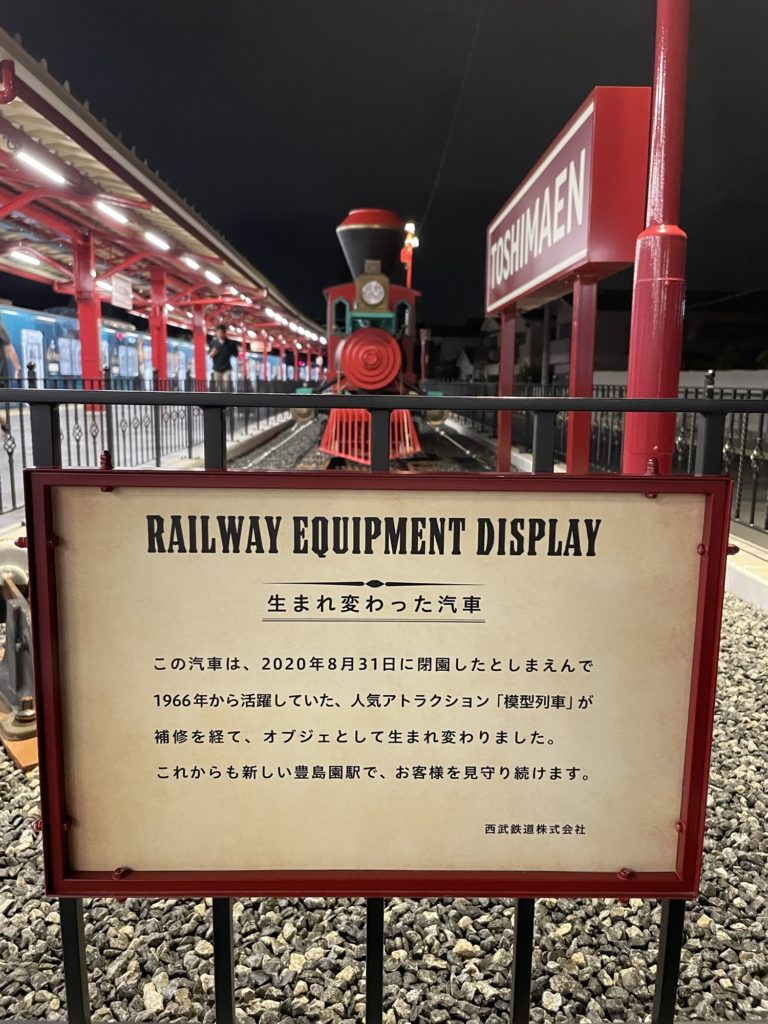 TOSHIMAEN
RAILWAY EQUIPMENT DISPLAY
生まれ変わった汽車
この汽車は、2020年8月31日に閉園したとしまえんで
1966年から活躍していた、人気アトラクション「模型列車」が
補修を経て、オブジェとして生まれ変わりました。
これからも新しい豊島園駅で、お客様を見守り続けます。
西武鉄道株式会社